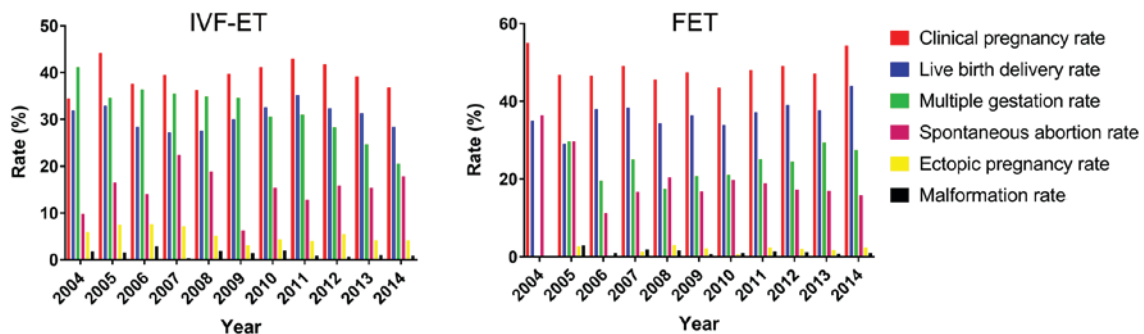 IVF-ET
50
40
30
20
10
0
Rate (%)
2004
2005
2006
2007
2008
2009
2010
2011
2012
2013
2014
Year
FET
60
40
20
0
Rate (%)
2004
2005
2006
2007
2008
2009
2010
2011
2012
2013
2014
Year
Clinical pregnancy rate
Live birth delivery rate
Multiple gestation rate
Spontaneous abortion rate
Ectopic pregnancy rate
Malformation rate